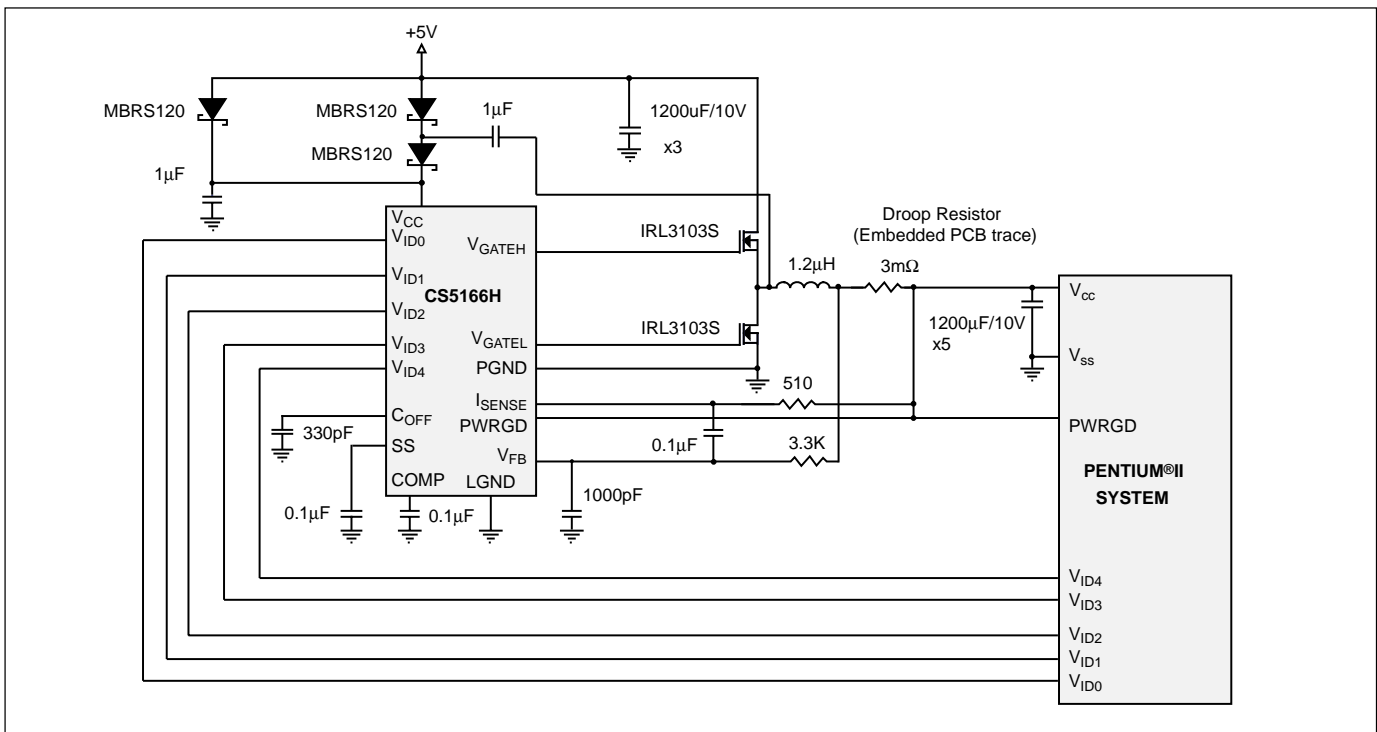 +5V
MBRS120
MBRS120
1μF
1200uF/10V
x3
MBRS120
1μF
Droop Resistor
(Embedded PCB trace)
IRL3103S
1.2μH
3mΩ
VCC
VID0
VGATEH
VID1
CS5166H
Vcc
VID2
1200μF/10V
x5
IRL3103S
VID3
VGATEL
VID4
PGND
Vss
510
ISENSE
COFF
PWRGD
PWRGD
330pF
0.1μF
3.3K
SS
VFB
PENTIUM®II
SYSTEM
COMP
LGND
1000pF
0.1μF
0.1μF
VID4
VID3
VID2
VID1
VID0